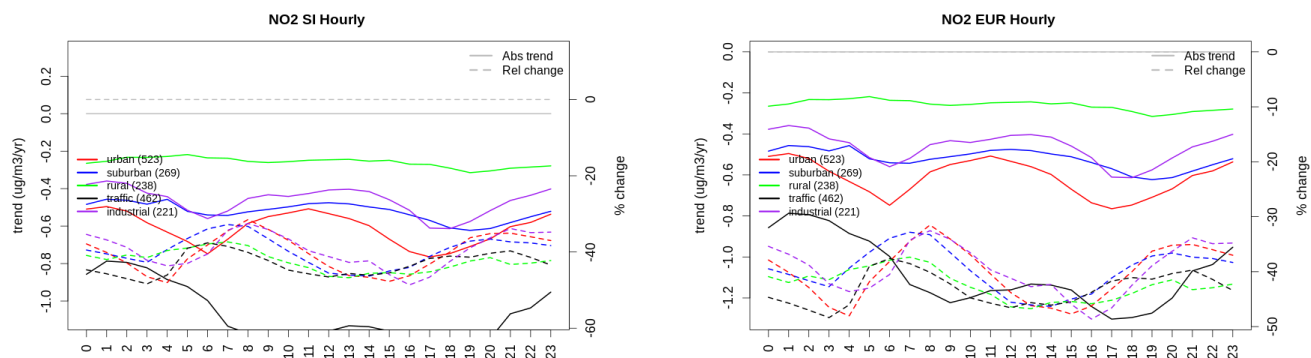 NO2 SI Hourly
Abs trend
Rel change
trend (ug/m3/yr)
0.2
0.0
-0.2
-0.4
-0.6
-0.8
-1.0
urban (523)
suburban (269)
rural (238)
traffic (462)
industrial (221)
0
-20
-40
-60
% change
0 1 2 3 4 5 6 7 8 9 10 11 12 13 14 15 16 17 18 19 20 21 22 23
NO2 EUR Hourly
Abs trend
Rel change
trend (ug/m3/yr)
0.0
-0.2
-0.4
-0.6
-0.8
-1.0
-1.2
urban (523)
suburban (269)
rural (238)
traffic (462)
industrial (221)
0
-10
-20
-30
-40
-50
% change
0 1 2 3 4 5 6 7 8 9 10 11 12 13 14 15 16 17 18 19 20 21 22 23